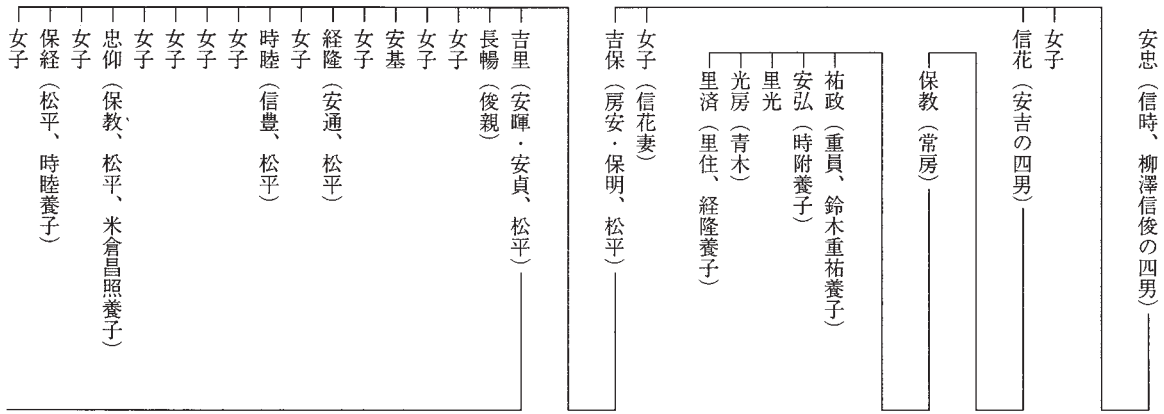 安忠（信時、柳澤信俊の四男）
女子
信花（安吉の四男）
保教（常房）
祐政（重員、鈴木重祐養子）
安弘（時附養子）
里光
光房（青木）
里済（里住、経隆養子）
女子（信花妻）
吉保（房安・保明、松平）
吉里（安暉・安貞、松平）
長暢（俊親）
女子
女子
安基
女子
経隆（安通、松平）
女子
時睦（信豊、松平）
女子
女子
女子
女子
忠仰（保教、松平、米倉昌照養子）
女子
保経（松平、時睦養子）
女子